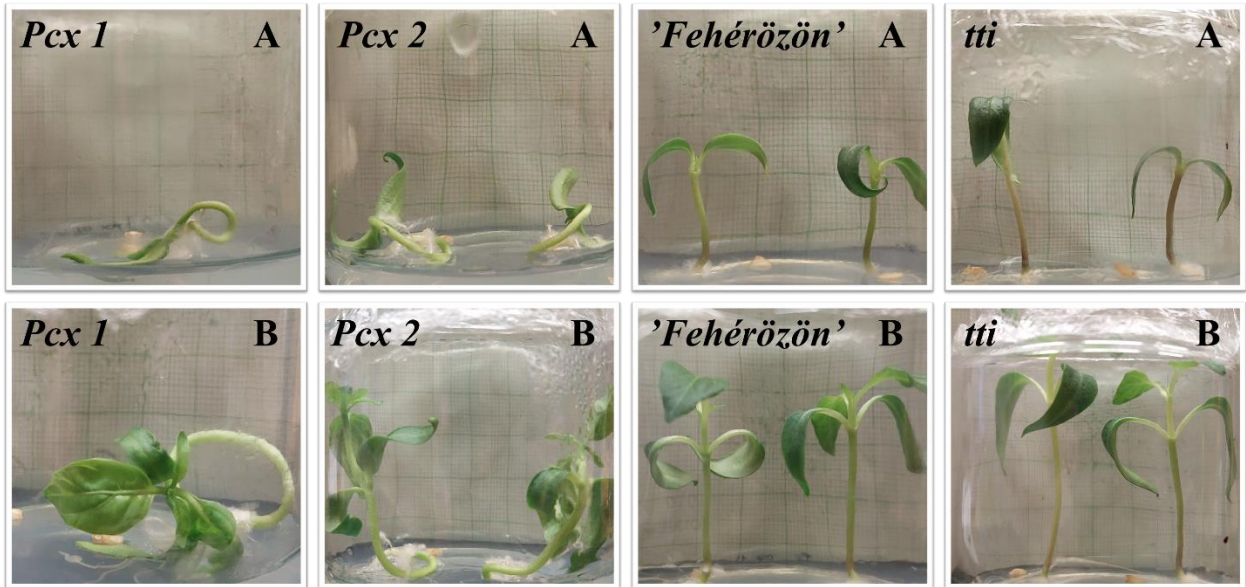 Pcx 1 A
Pcx 2 A
’Fehérözön’ A
tti A
Pcx 1 B
Pcx 2 B
’Fehérözön’ B
tti B